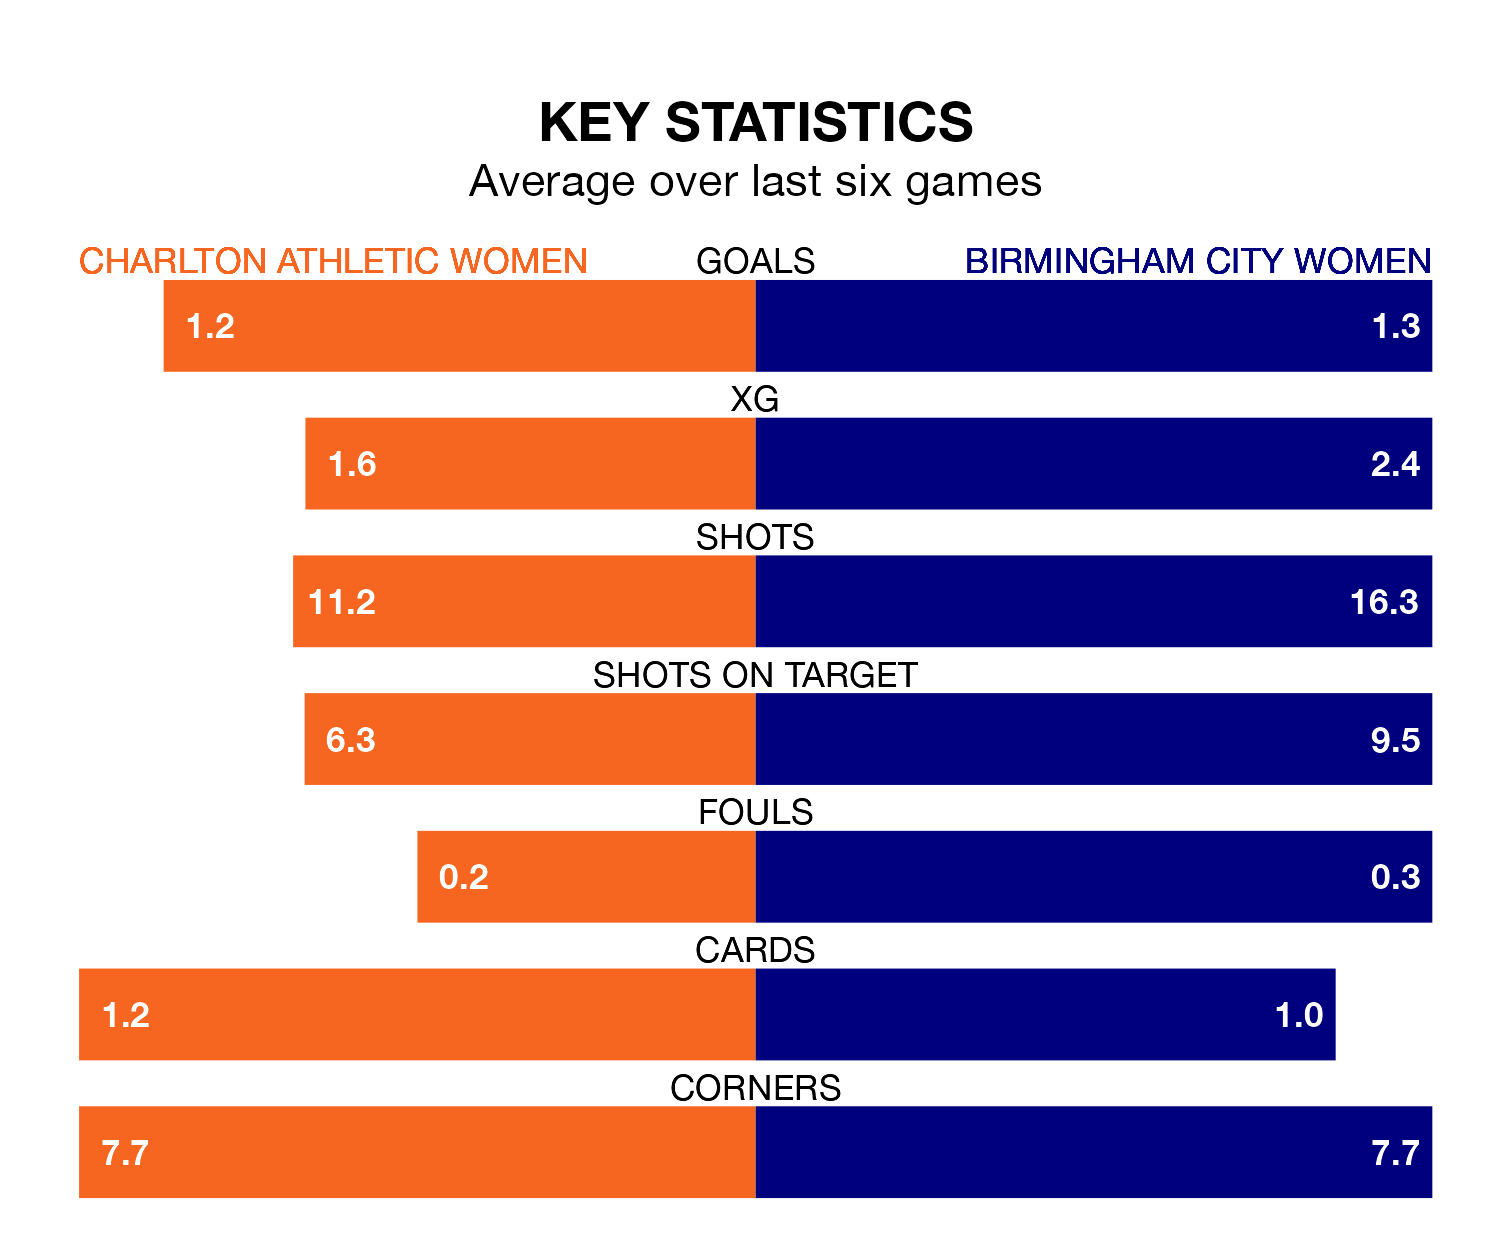 KEY STATISTICS
Average over last six games
CHARLTON ATHLETIC WOMEN GOALS BIRMINGHAM CITY WOMEN
1.2 1.3
XG
1.6 2.4
SHOTS
11.2 16.3
SHOTS ON TARGET
6.3 9.5
FOULS
0.2 0.3
CARDS
1.2 1.0
CORNERS
7.7 7.7